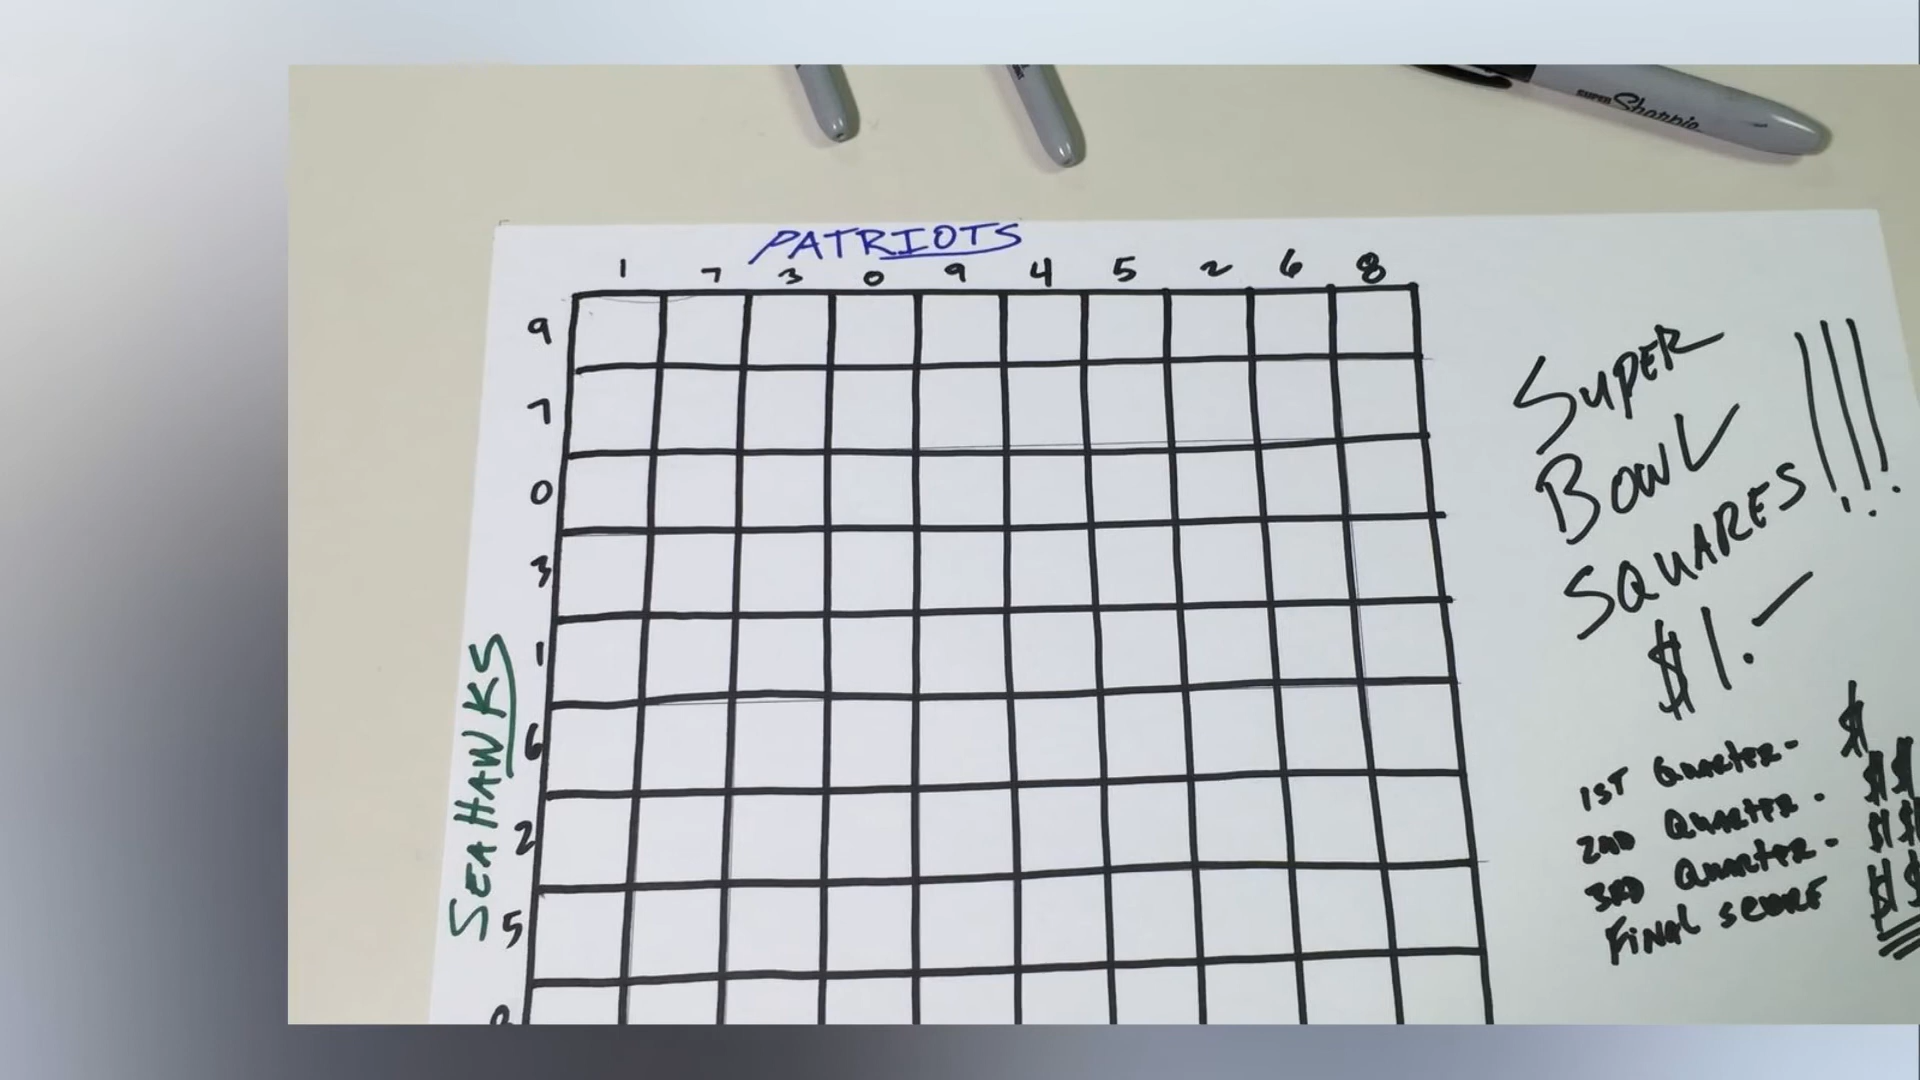 SUPER Sharpie
PATRIOTS
1 7 3 0 9 4 5 2 6 8
9
7
0
3
1
6
2
5
SEAHAWKS
SUPER
BOWL
SQUARES!!!
$1.-
1ST QUARTER- $
2ND QUARTER- $$
3RD QUARTER- $$
FINAL SCORE $$